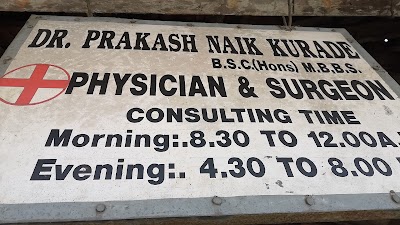 DR. PRAKASH NAIK KURADE
B.S.C.(Hons) M.B.B.S.
PHYSICIAN & SURGEON
CONSULTING TIME
Morning:.8.30 TO 12.00A.
Evening:. 4.30 TO 8.00